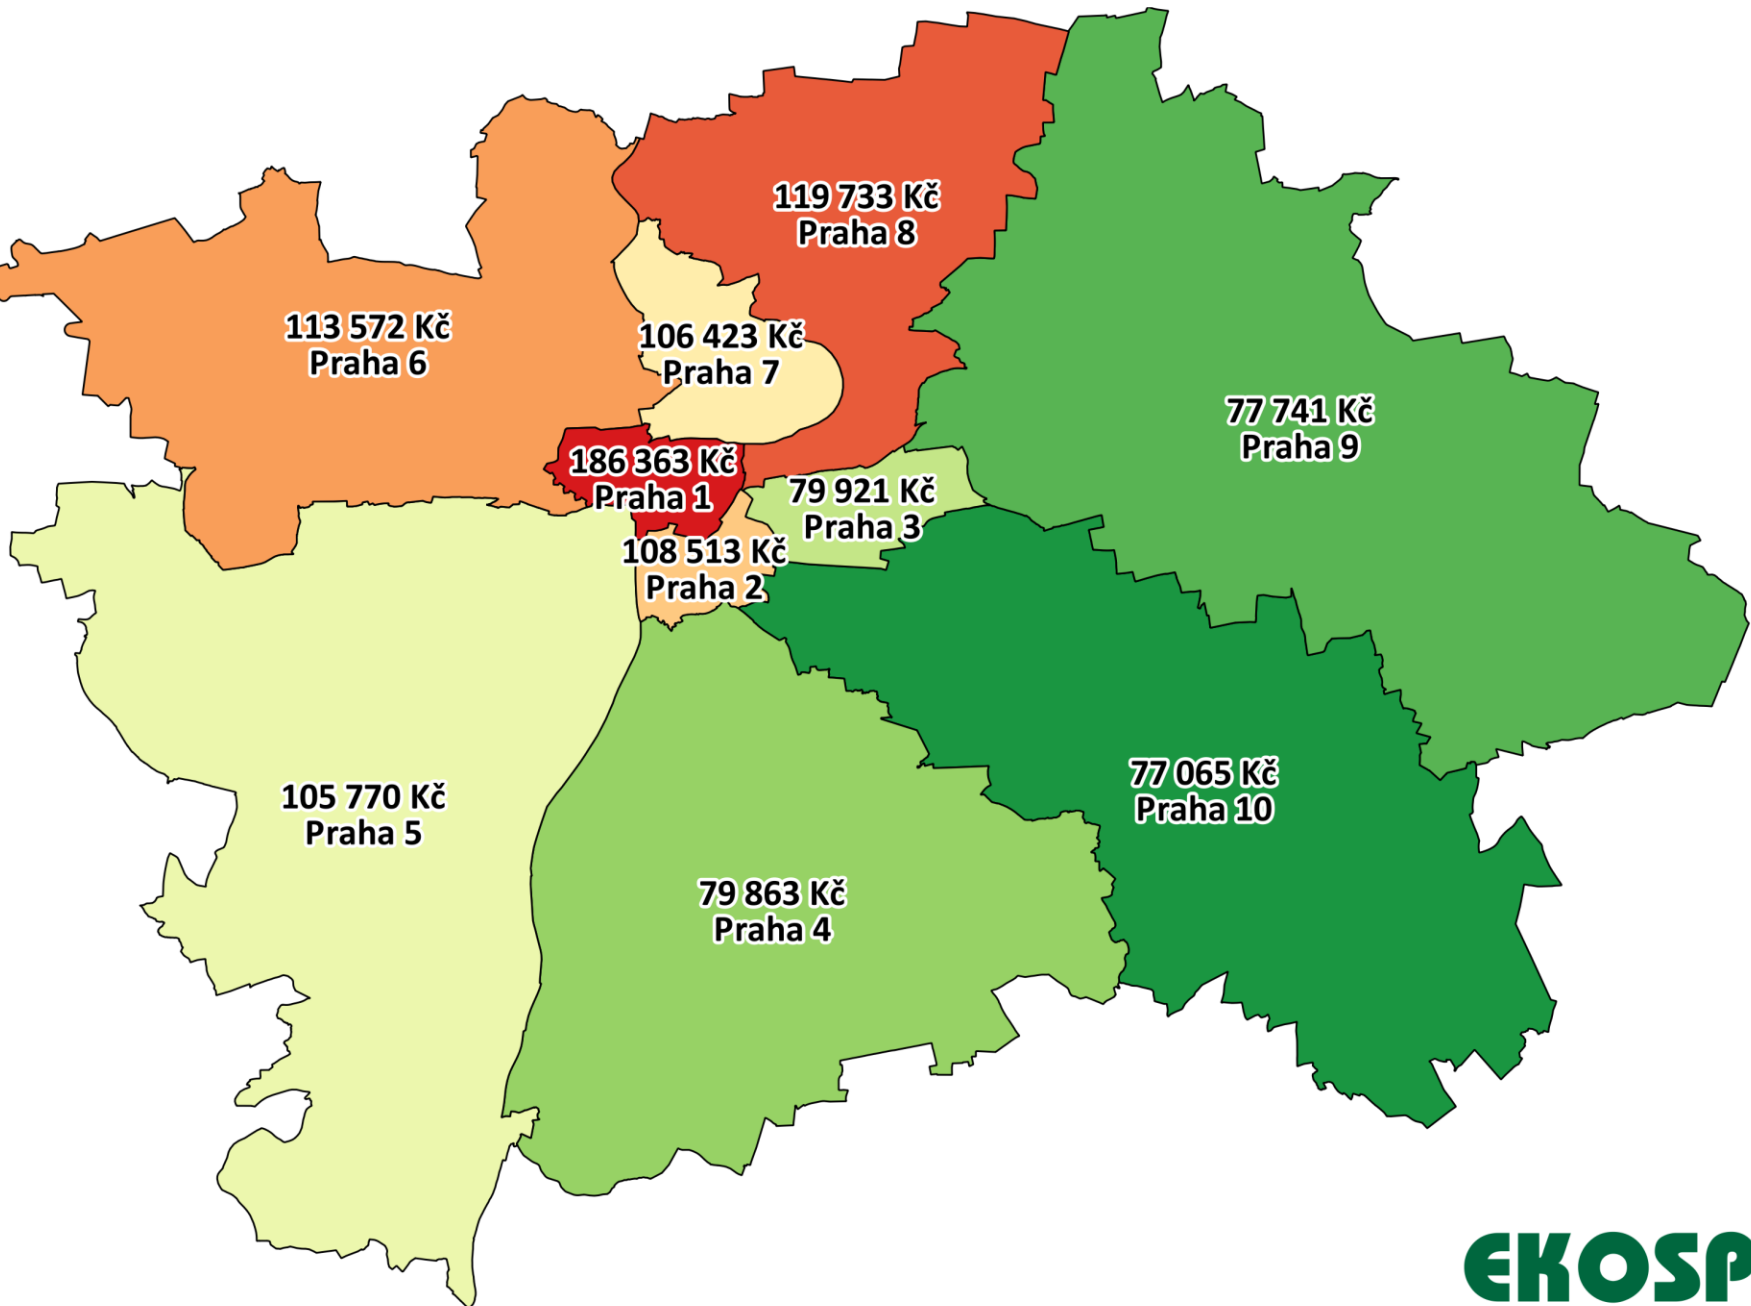 119 733 Kč
Praha 8
113 572 Kč
Praha 6
106 423 Kč
Praha 7
77 741 Kč
Praha 9
186 363 Kč
Praha 1
79 921 Kč
Praha 3
108 513 Kč
Praha 2
105 770 Kč
Praha 5
77 065 Kč
Praha 10
79 863 Kč
Praha 4
EKOSP